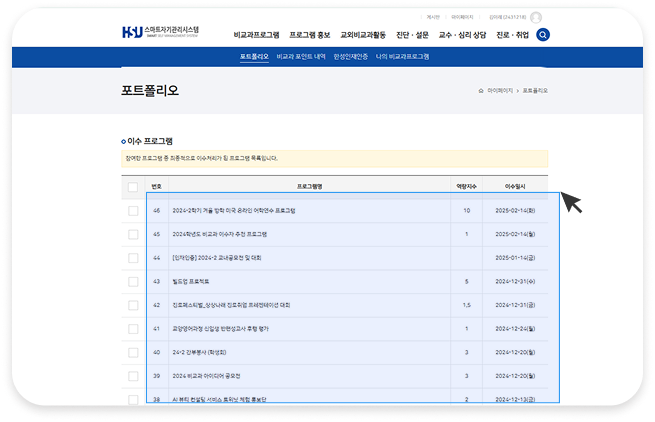 게시판 마이페이지 김미래 (2431218)
HSU 스마트자기관리시스템
SMART SELF MANAGEMENT SYSTEM
비교과프로그램 프로그램 홍보 교외비교과활동 진단 · 설문 교수 · 심리 상담 진로 · 취업
포트폴리오 비교과 포인트 내역 한성인재인증 나의 비교과프로그램
포트폴리오
마이페이지 > 포트폴리오
이수 프로그램
참여한 프로그램 중 최종적으로 이수처리가 된 프로그램 목록입니다.
번호 프로그램명 역량지수 이수일시
46 2024-2학기 겨울 방학 미국 온라인 어학연수 프로그램 10 2025-02-14(화)
45 2024학년도 비교과 이수자 추천 프로그램 1 2025-02-14(월)
44 [인재인증] 2024-2 교내공모전 및 대회 2025-01-14(금)
43 빌드업 프로젝트 5 2024-12-31(수)
42 진로페스티벌_상상나래 진로취업 프레젠테이션 대회 1.5 2024-12-31(금)
41 교양영어과정 신입생 한반성고사 후형 평가 1 2024-12-24(월)
40 24-2 간부봉사 (학생회) 3 2024-12-20(월)
39 2024 비교과 아이디어 공모전 3 2024-12-20(월)
38 AI 뷰티 컨설팅 서비스 트위닛 체험 홍보단 2 2024-12-13(금)